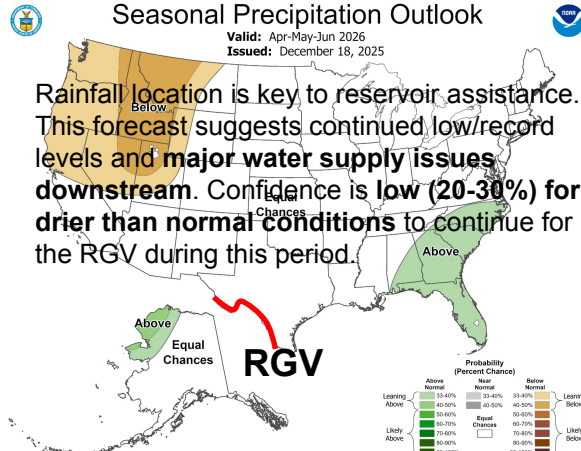 Seasonal Precipitation Outlook
Valid: Apr-May-Jun 2026
Issued: December 18, 2025
NOAA
Rainfall location is key to reservoir assistance.
Below
This forecast suggests continued low/record
levels and major water supply issues
downstream. Confidence is low (20-30%) for
Equal
Chances
drier than normal conditions to continue for
the RGV during this period.
Above
Above
Equal
Chances
RGV
Probability
(Percent Chance)
Above Normal
Near Normal
Below Normal
Leaning Above
33-40%
40-50%
33-40%
40-50%
33-40%
40-50%
Leaning
Below
Likely Above
50-60%
60-70%
70-80%
80-90%
Equal Chances
50-60%
60-70%
70-80%
80-90%
Likely
Below